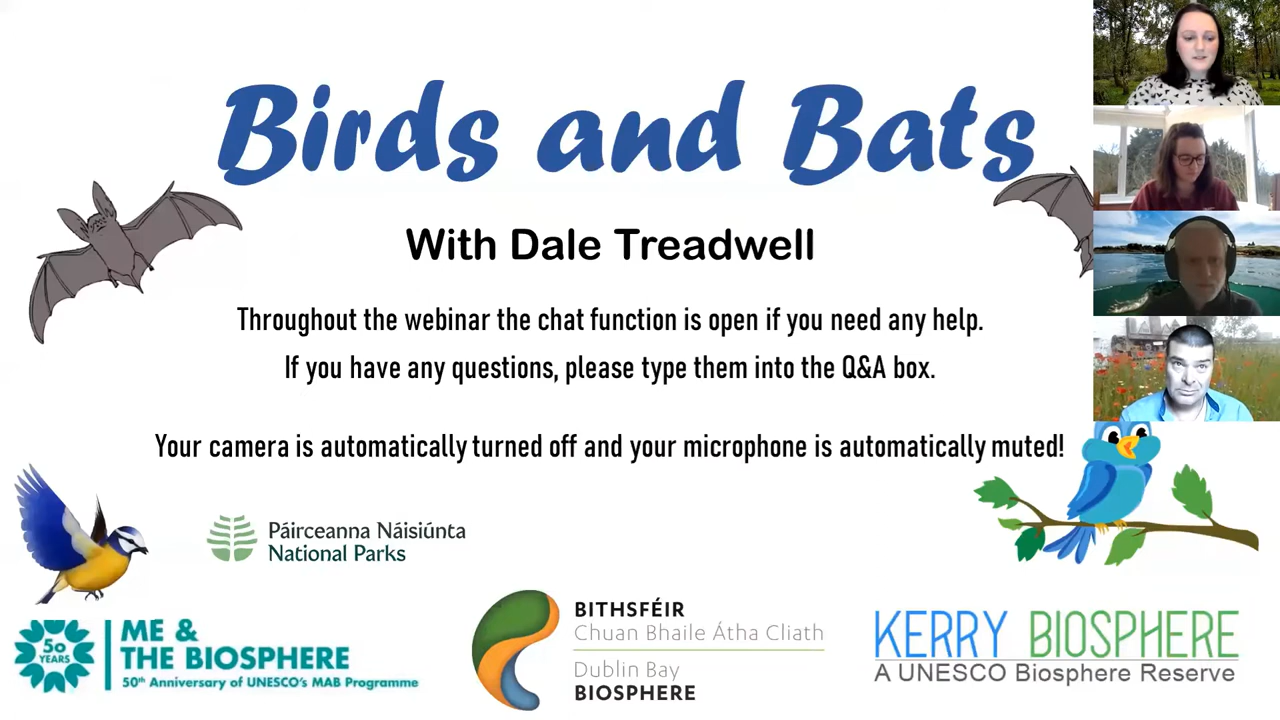 Birds and Bats
With Dale Treadwell
Throughout the webinar the chat function is open if you need any help.
If you have any questions, please type them into the Q&A box.
Your camera is automatically turned off and your microphone is automatically muted!
Páirceanna Náisiúnta
National Parks
50
YEARS
ME &
THE BIOSPHERE
50th Anniversary of UNESCO's MAB Programme
BITHSFÉIR
Chuan Bhaile Átha Cliath
Dublin Bay
BIOSPHERE
KERRY BIOSPHERE
A UNESCO Biosphere Reserve